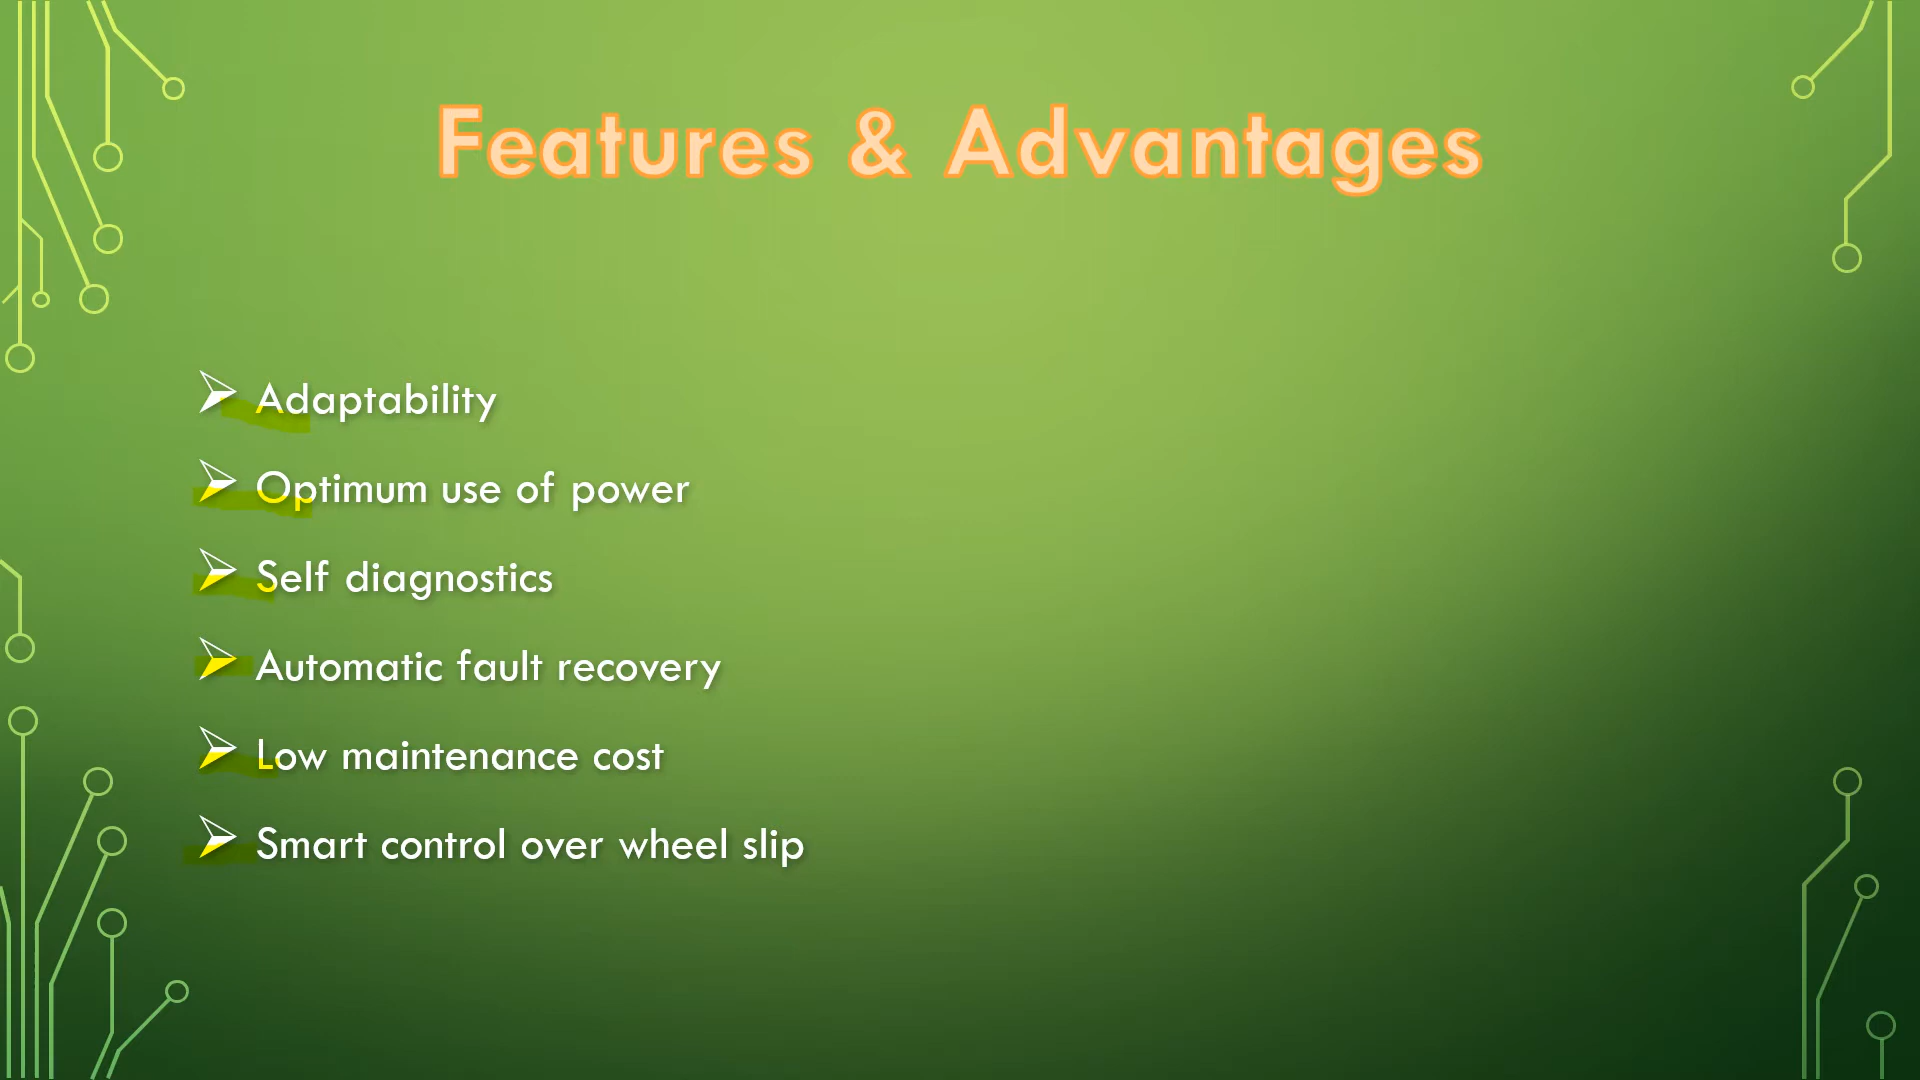 Features & Advantages
Adaptability
Optimum use of power
Self diagnostics
Automatic fault recovery
Low maintenance cost
Smart control over wheel slip